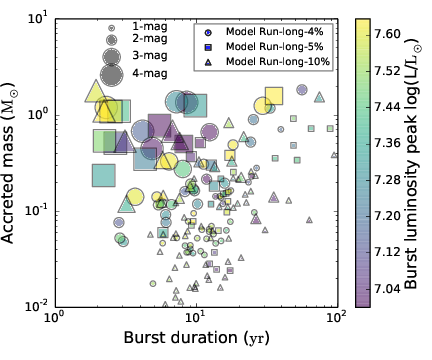 1-mag
2-mag
3-mag
4-mag
Model Run-long-4%
Model Run-long-5%
Model Run-long-10%
10^1
10^0
10^-1
10^-2
Accreted mass (M☉)
10^0
10^1
10^2
Burst duration (yr)
7.60
7.52
7.44
7.36
7.28
7.20
7.12
7.04
Burst luminosity peak log(L/L☉)